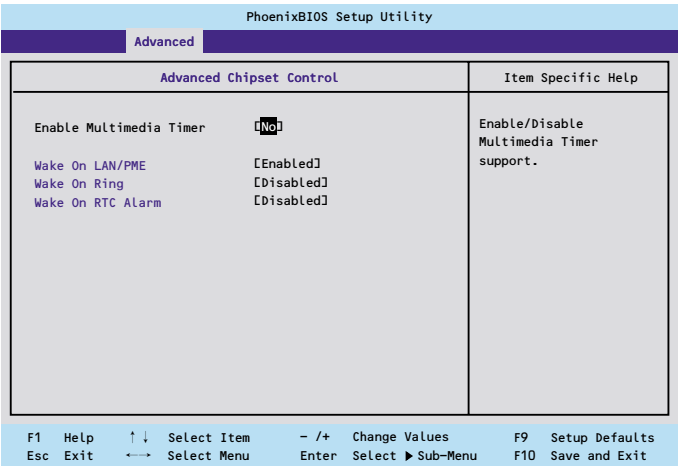 PhoenixBIOS Setup Utility
Advanced
Advanced Chipset Control
Item Specific Help
Enable Multimedia Timer [No]
Wake On LAN/PME [Enabled]
Wake On Ring [Disabled]
Wake On RTC Alarm [Disabled]
Enable/Disable
Multimedia Timer
support.
F1 Help ↑↓ Select Item – /+ Change Values F9 Setup Defaults
Esc Exit ←→ Select Menu Enter Select ▶ Sub–Menu F10 Save and Exit